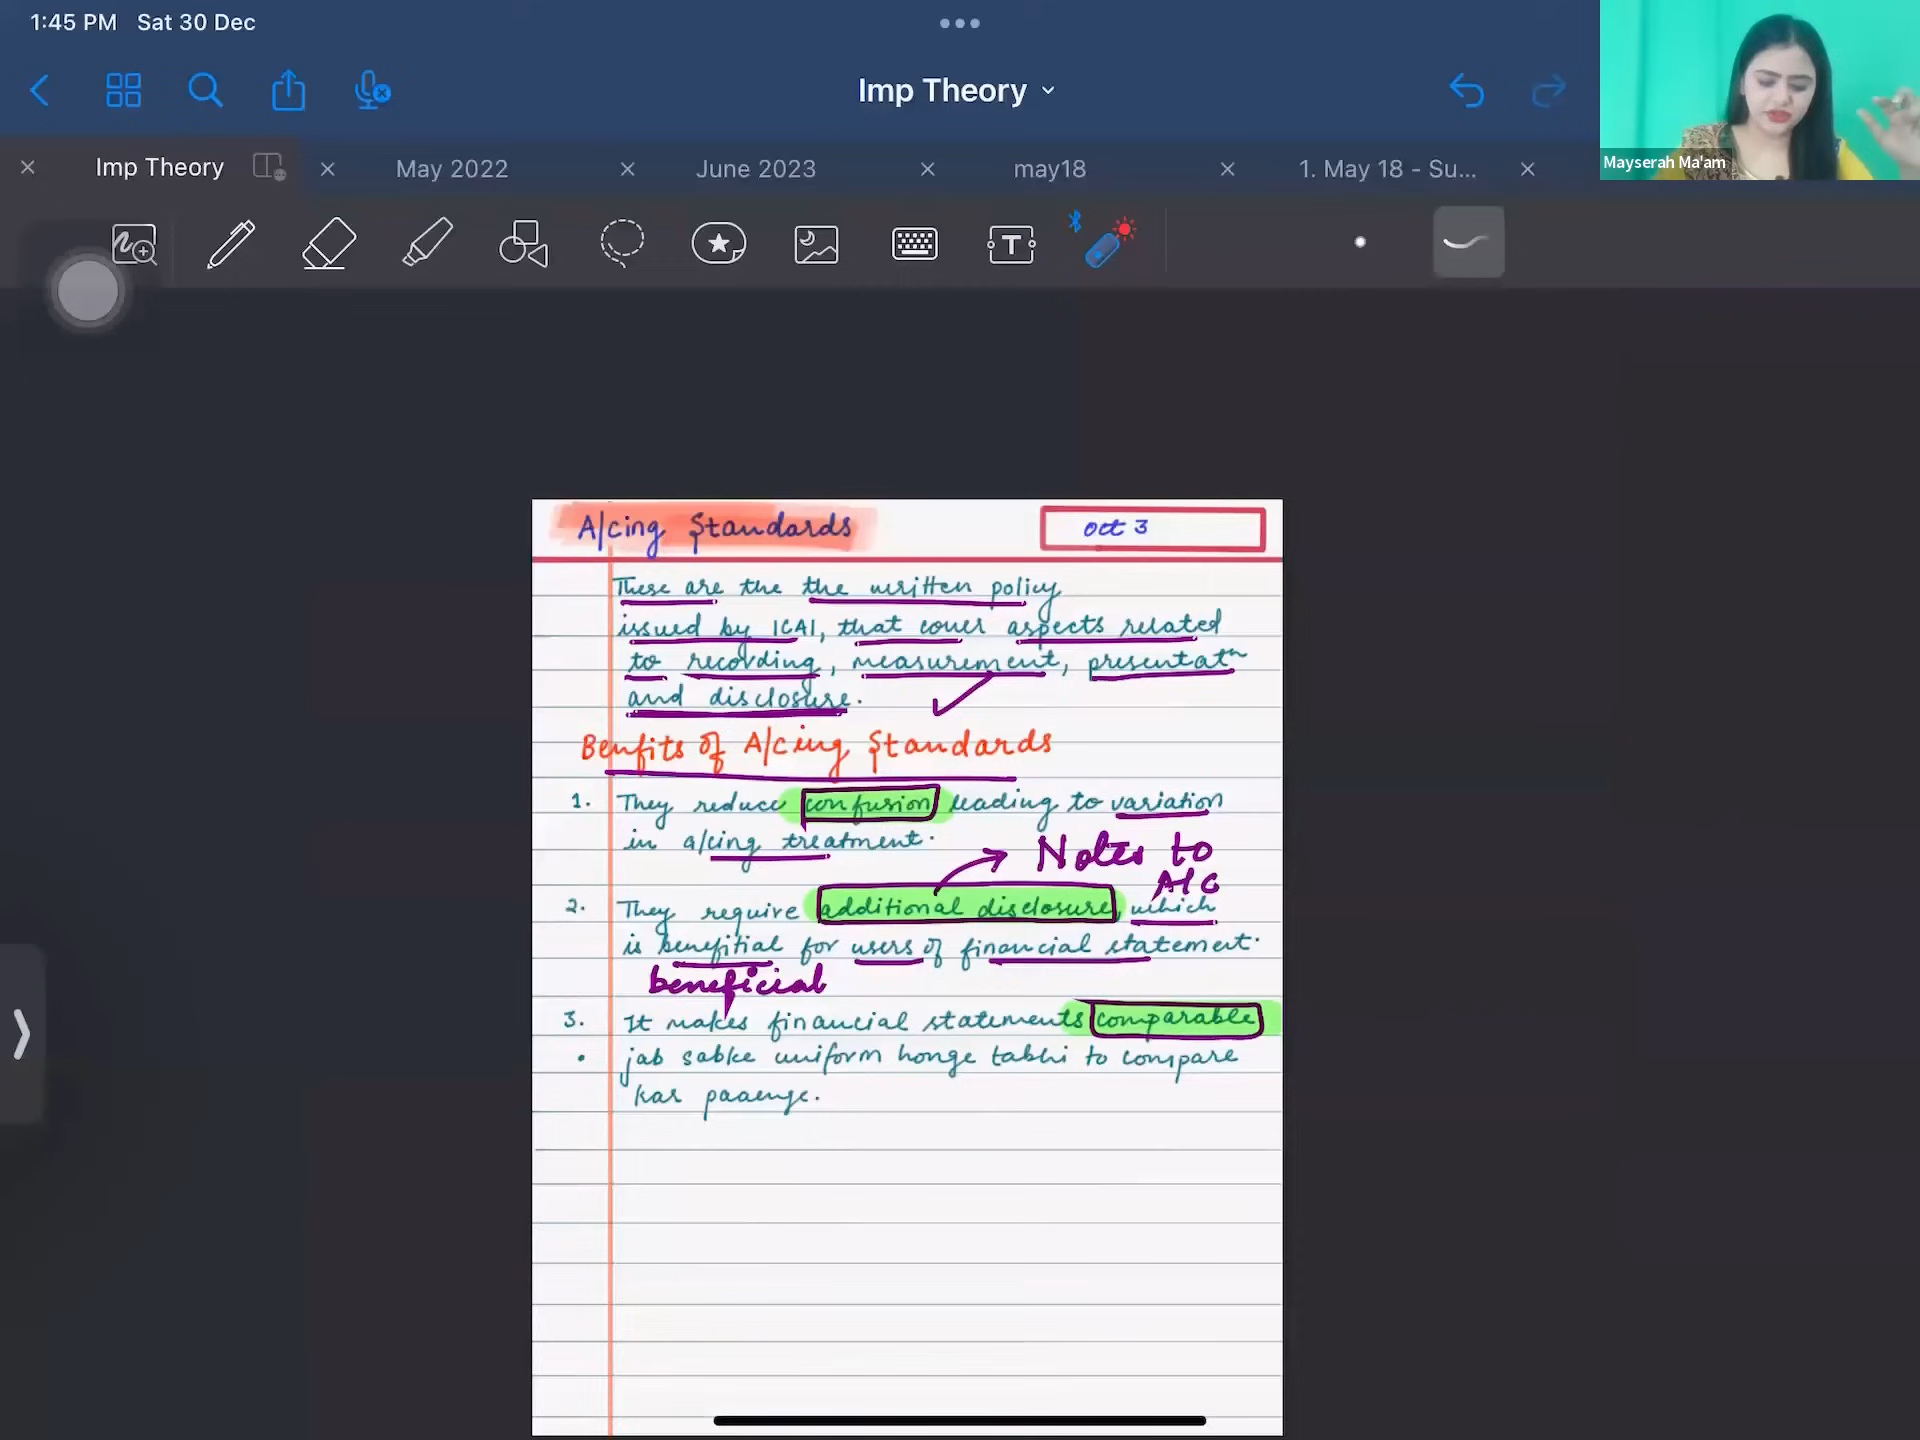 1:45 PM Sat 30 Dec
Imp Theory
Mayserah Ma'am
Imp Theory
May 2022
June 2023
may18
1. May 18 - Su...
T
A/cing Standards
oct 3
These are the the written policy
issued by ICAI, that cover aspects related
to recording, measurement, presentatn
and disclosure.
Benfits of A/cing Standards
1. They reduce confusion leading to variation
in a/cing treatment.
Notes to
A/C
2. They require additional disclosure, which
is benefitial for users of financial statement.
beneficial
3. It makes financial statements comparable
• jab sabke uniform honge tabhi to compare
kar paaenge.